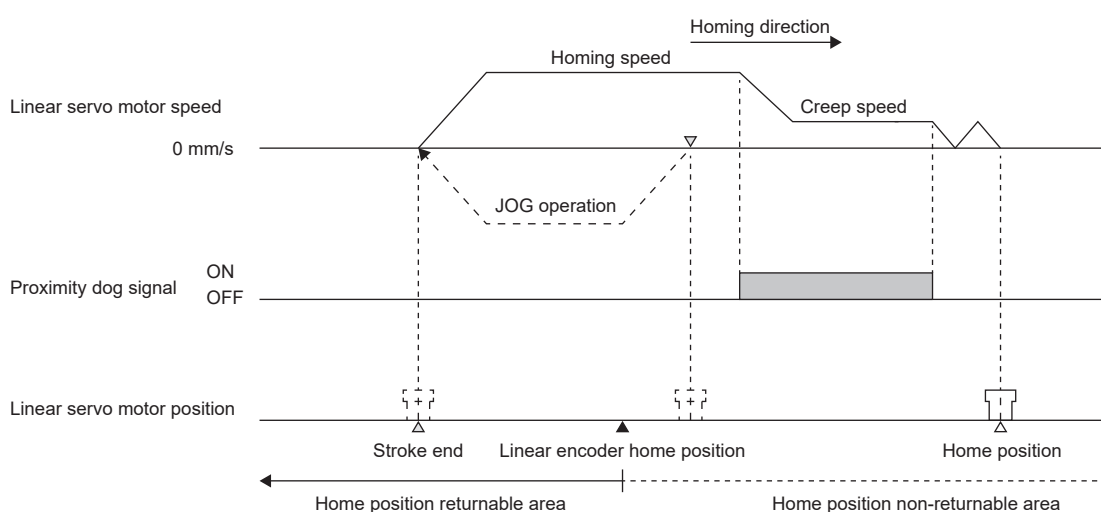 Homing direction
Homing speed
Linear servo motor speed
Creep speed
0 mm/s
JOG operation
ON
Proximity dog signal
OFF
Linear servo motor position
Stroke end
Linear encoder home position
Home position
Home position returnable area
Home position non-returnable area